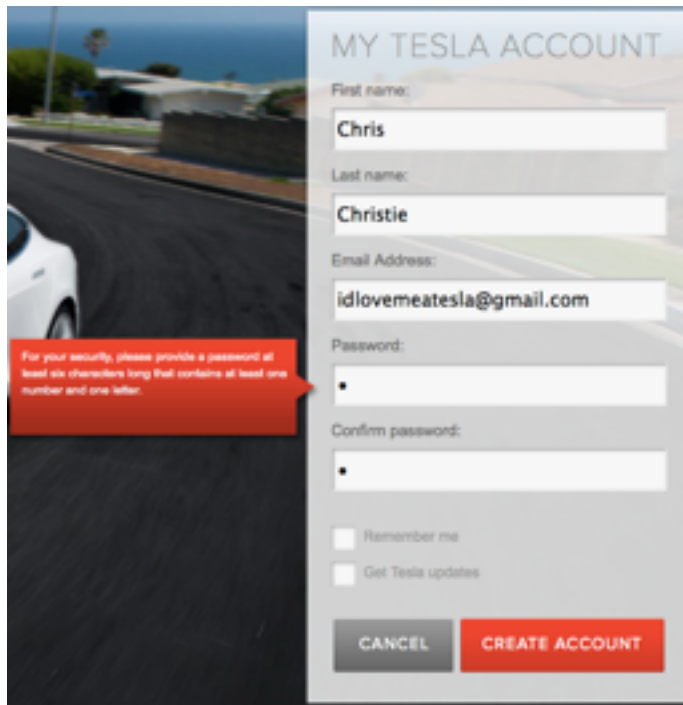 MY TESLA ACCOUNT
First name:
Chris
Last name:
Christie
Email Address:
idlovemeatesla@gmail.com
Password:
•
For your security, please provide a password at
least six characters long that contains at least one
number and one letter.
Confirm password:
•
Remember me
Get Tesla updates
CANCEL
CREATE ACCOUNT